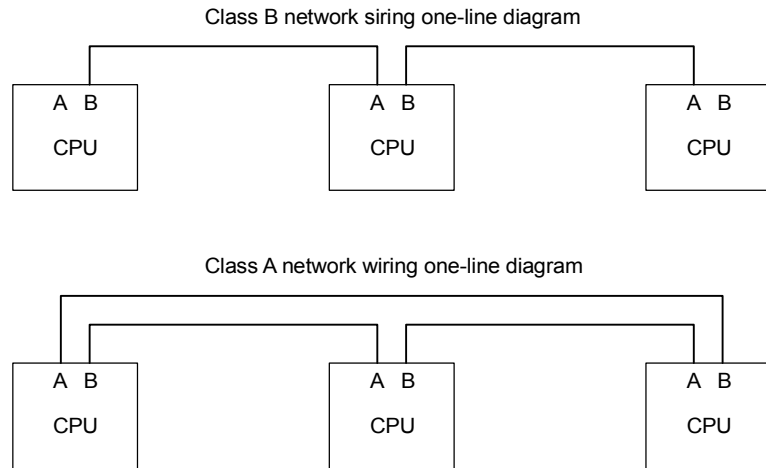 Class B network siring one-line diagram
A B A B A B
CPU CPU CPU
Class A network wiring one-line diagram
A B A B A B
CPU CPU CPU